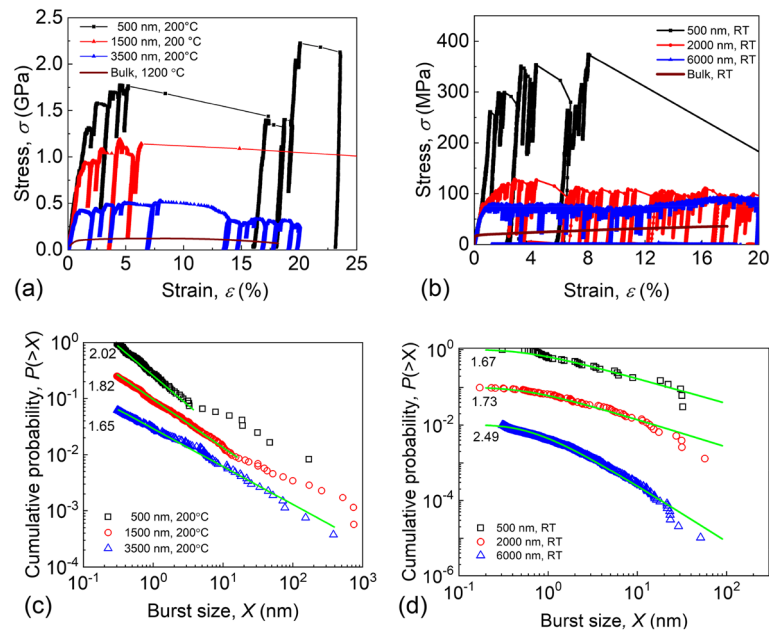 500 nm, 200°C
1500 nm, 200 °C
3500 nm, 200°C
Bulk, 1200 °C
2.5
2.0
1.5
1.0
0.5
0.0
Stress, σ (GPa)
0 5 10 15 20 25
Strain, ε (%)
(a)
500 nm, RT
2000 nm, RT
6000 nm, RT
Bulk, RT
400
300
200
100
0
Stress, σ (MPa)
0 4 8 12 16 20
Strain, ε (%)
(b)
10^0
10^-1
10^-2
10^-3
10^-4
Cumulative probability, P(>X)
2.02
1.82
1.65
500 nm, 200°C
1500 nm, 200°C
3500 nm, 200°C
10^-1 10^0 10^1 10^2 10^3
Burst size, X (nm)
(c)
10^0
10^-2
10^-4
10^-6
Cumulative probability, P(>X)
1.67
1.73
2.49
500 nm, RT
2000 nm, RT
6000 nm, RT
10^-1 10^0 10^1 10^2
Burst size, X (nm)
(d)